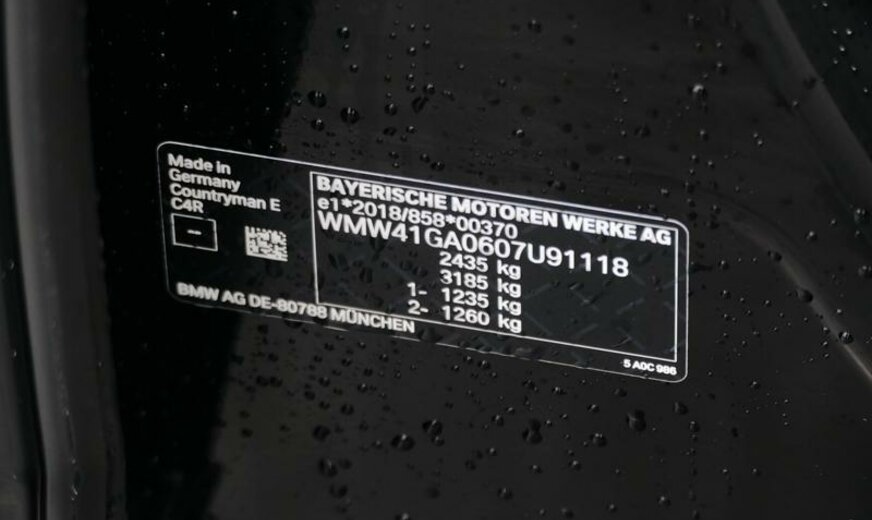 Made in
Germany
Countryman E
C4R
-
BMW AG DE-80788 MÜNCHEN
BAYERISCHE MOTOREN WERKE AG
e1*2018/858*00370
WMW41GA0607U91118
2435 kg
3185 kg
1- 1235 kg
2- 1260 kg
5 A0C 986